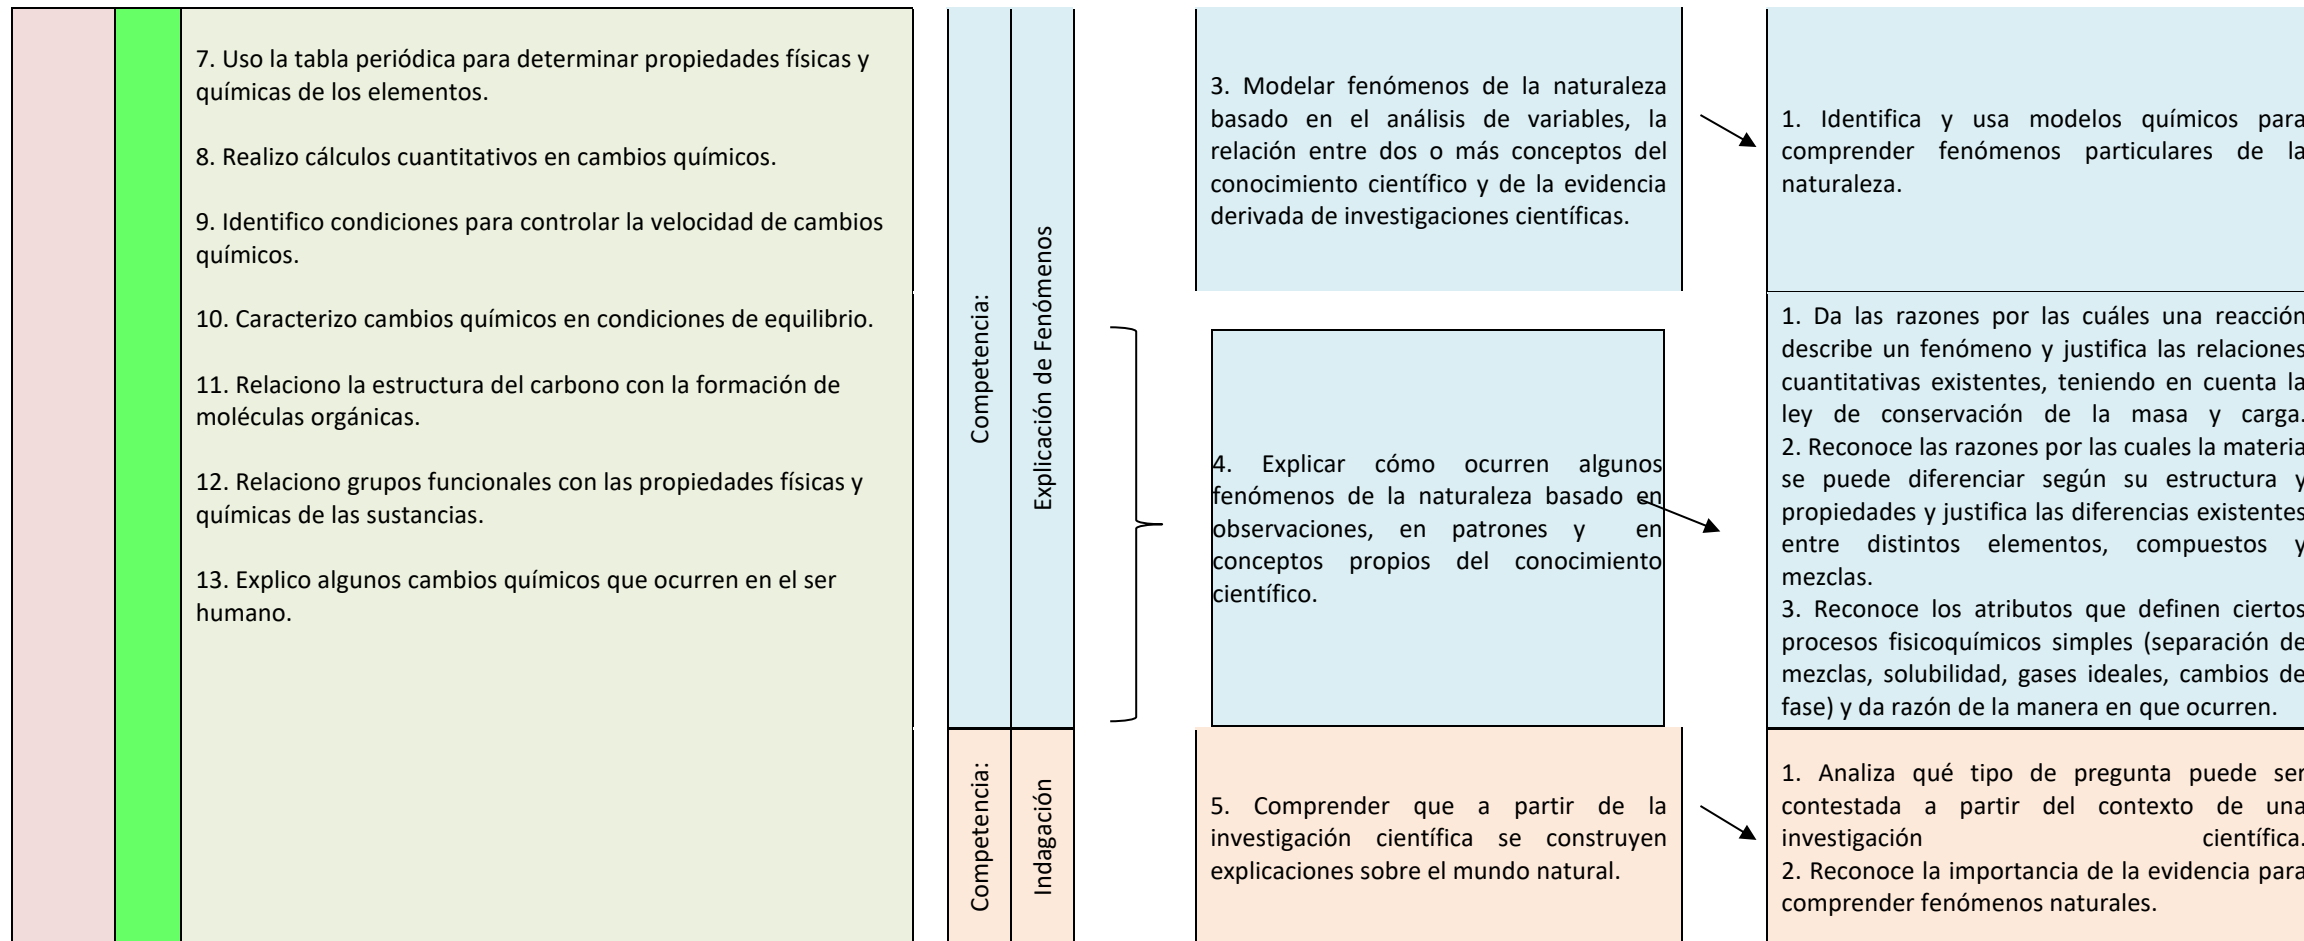 7. Uso la tabla periódica para determinar propiedades físicas y
químicas de los elementos.
8. Realizo cálculos cuantitativos en cambios químicos.
9. Identifico condiciones para controlar la velocidad de cambios
químicos.
10. Caracterizo cambios químicos en condiciones de equilibrio.
11. Relaciono la estructura del carbono con la formación de
moléculas orgánicas.
12. Relaciono grupos funcionales con las propiedades físicas y
químicas de las sustancias.
13. Explico algunos cambios químicos que ocurren en el ser
humano.
Competencia:
Explicación de Fenómenos
3. Modelar fenómenos de la naturaleza
basado en el análisis de variables, la
relación entre dos o más conceptos del
conocimiento científico y de la evidencia
derivada de investigaciones científicas.
1. Identifica y usa modelos químicos para
comprender fenómenos particulares de la
naturaleza.
4. Explicar cómo ocurren algunos
fenómenos de la naturaleza basado en
observaciones, en patrones y en
conceptos propios del conocimiento
científico.
1. Da las razones por las cuáles una reacción
describe un fenómeno y justifica las relaciones
cuantitativas existentes, teniendo en cuenta la
ley de conservación de la masa y carga.
2. Reconoce las razones por las cuales la materia
se puede diferenciar según su estructura y
propiedades y justifica las diferencias existentes
entre distintos elementos, compuestos y
mezclas.
3. Reconoce los atributos que definen ciertos
procesos fisicoquímicos simples (separación de
mezclas, solubilidad, gases ideales, cambios de
fase) y da razón de la manera en que ocurren.
Competencia:
Indagación
5. Comprender que a partir de la
investigación científica se construyen
explicaciones sobre el mundo natural.
1. Analiza qué tipo de pregunta puede ser
contestada a partir del contexto de una
investigación científica.
2. Reconoce la importancia de la evidencia para
comprender fenómenos naturales.